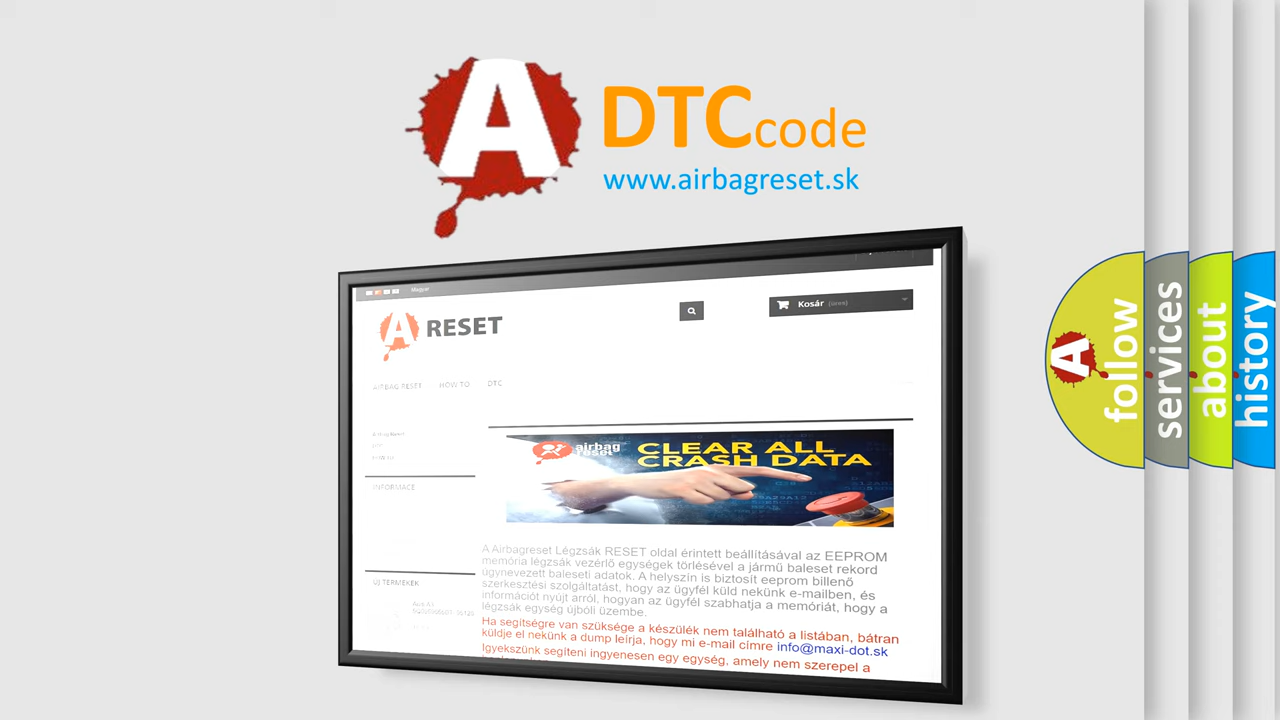 A
DTC code
www.airbagreset.sk
Magyar
Kosár
A RESET
AIRBAG RESET HOW TO DTC
airbag reset
CLEAR ALL
CRASH DATA
INFORMACE
A Airbagreset Légzsák RESET oldal érintett beállításával az EEPROM
memória légzsák vezérlő egységek törlésével a jármű baleset rekord
úgynevezett baleseti adatok. A helyszín is biztosít eeprom billenő
szerkesztési szolgáltatást, hogy az ügyfél küld nekünk e-mailben, és
információt nyújt arról, hogyan az ügyfél szabhatja a memóriát, hogy a
légzsák egység újbóli üzembe.
Ha segítségre van szüksége a készülék nem található a listában, bátran
küldje el nekünk a dump leírja, hogy mi e-mail címre info@maxi-dot.sk
Igyekszünk segíteni ingyenesen egy egység, amely nem szerepel a
ÚJ TERMÉKEK
A
follow
services
about
history